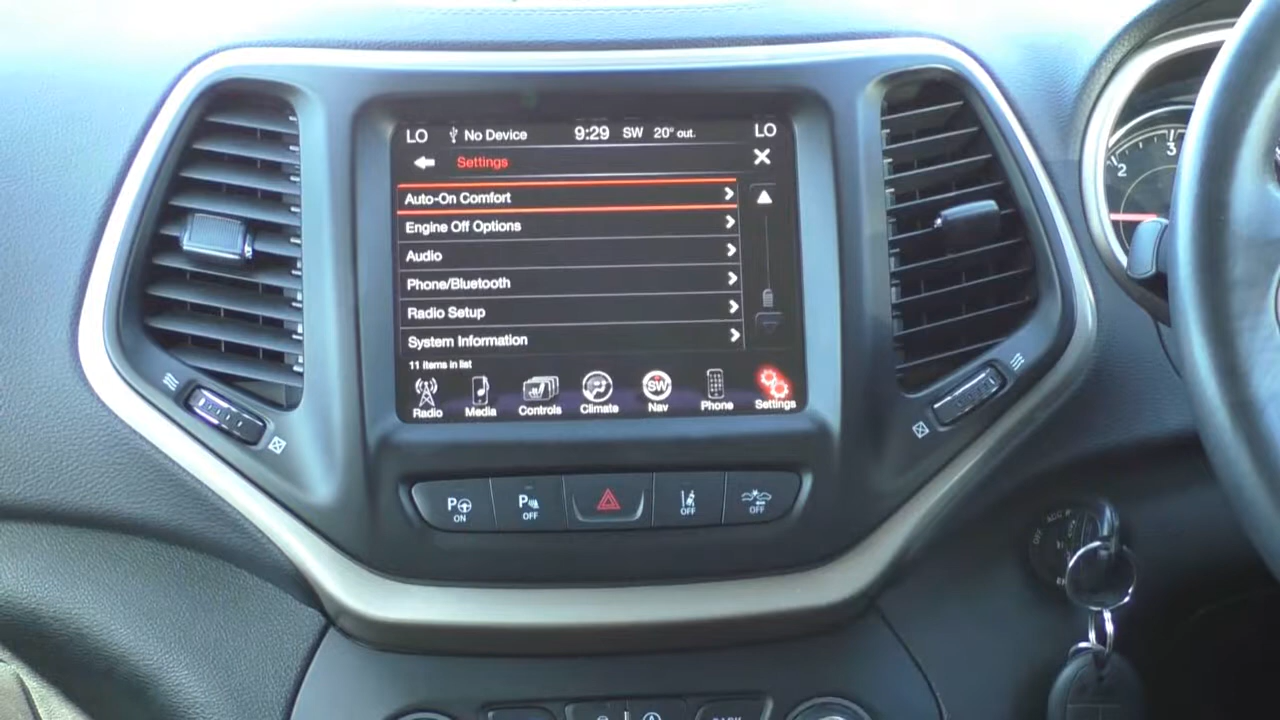 LO No Device 9:29 SW 20° out. LO
Settings
Auto-On Comfort
Engine Off Options
Audio
Phone/Bluetooth
Radio Setup
System Information
11 items in list
SW
Radio Media Controls Climate Nav Phone Settings
P ON
P OFF
OFF
OFF
2 3
ACC